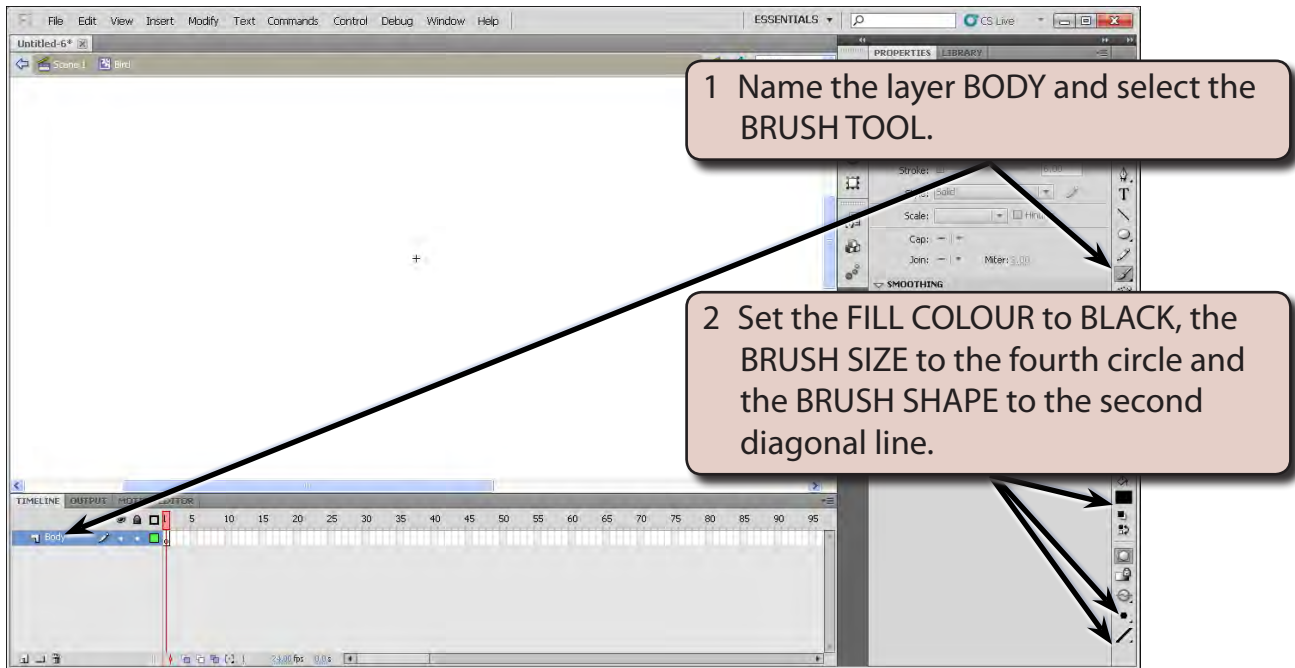 File Edit View Insert Modify Text Commands Control Debug Window Help ESSENTIALS CS Live
Untitled-6*
PROPERTIES LIBRARY
Scene 1 Bird
1 Name the layer BODY and select the
BRUSH TOOL.
Stroke:
Solid
Scale:
Cap:
Join: Miter:
SMOOTHING
2 Set the FILL COLOUR to BLACK, the
BRUSH SIZE to the fourth circle and
the BRUSH SHAPE to the second
diagonal line.
TIMELINE OUTPUT
1 5 10 15 20 25 30 35 40 45 50 55 60 65 70 75 80 85 90 95
Body
24.00 fps 0.0 s